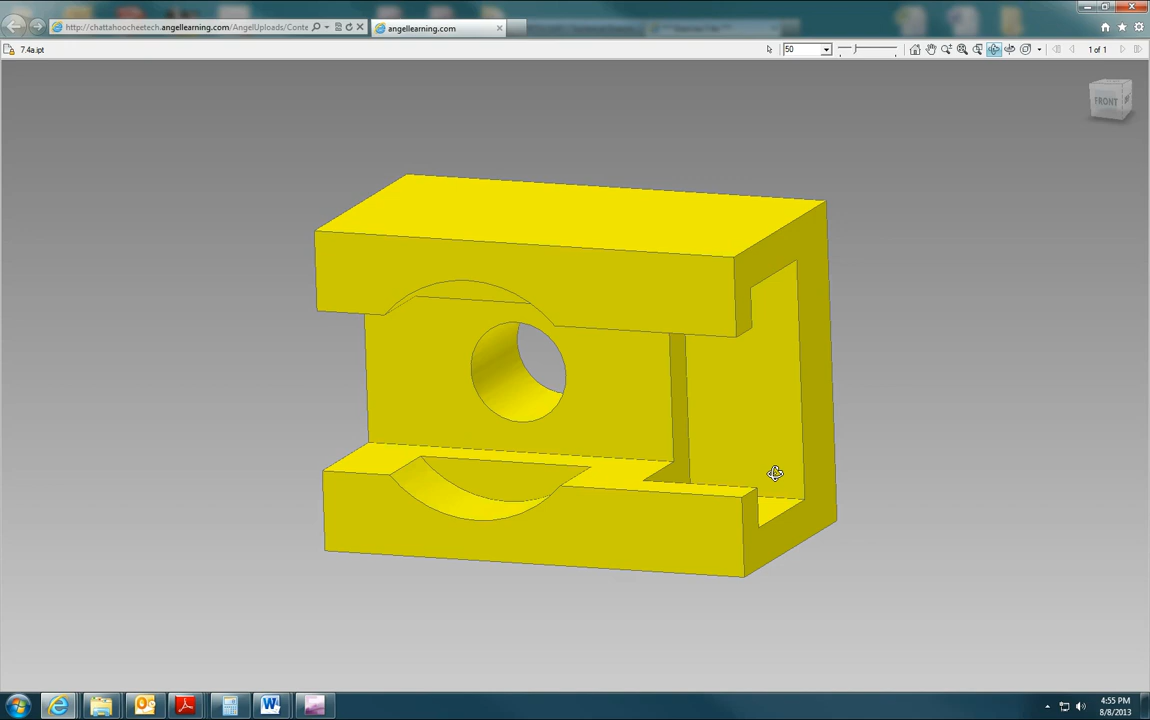 http://chattahoocheetech.angellearning.com/AngelUploads/Conte
angellearning.com
7.4a.ipt
50
1 of 1
FRONT
4:55 PM
8/8/2013